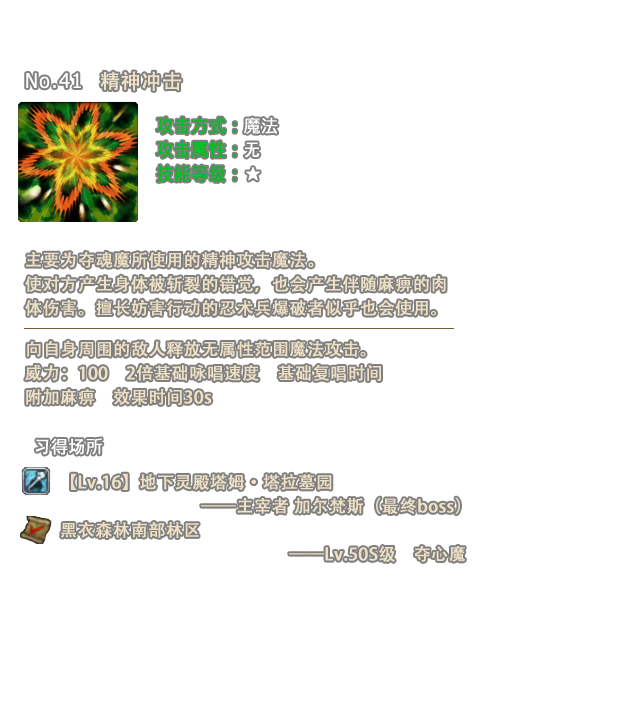 No.41 精神冲击
攻击方式：魔法
攻击属性：无
技能等级：★
主要为夺魂魔所使用的精神攻击魔法。
使对方产生身体被斩裂的错觉，也会产生伴随麻痹的肉
体伤害。擅长妨害行动的忍术兵爆破者似乎也会使用。
向自身周围的敌人释放无属性范围魔法攻击。
威力：100 2倍基础咏唱速度 基础复唱时间
附加麻痹 效果时间30s
习得场所
【Lv.16】地下灵殿塔姆·塔拉墓园
——主宰者 加尔梵斯（最终boss）
黑衣森林南部林区
——Lv.50S级 夺心魔